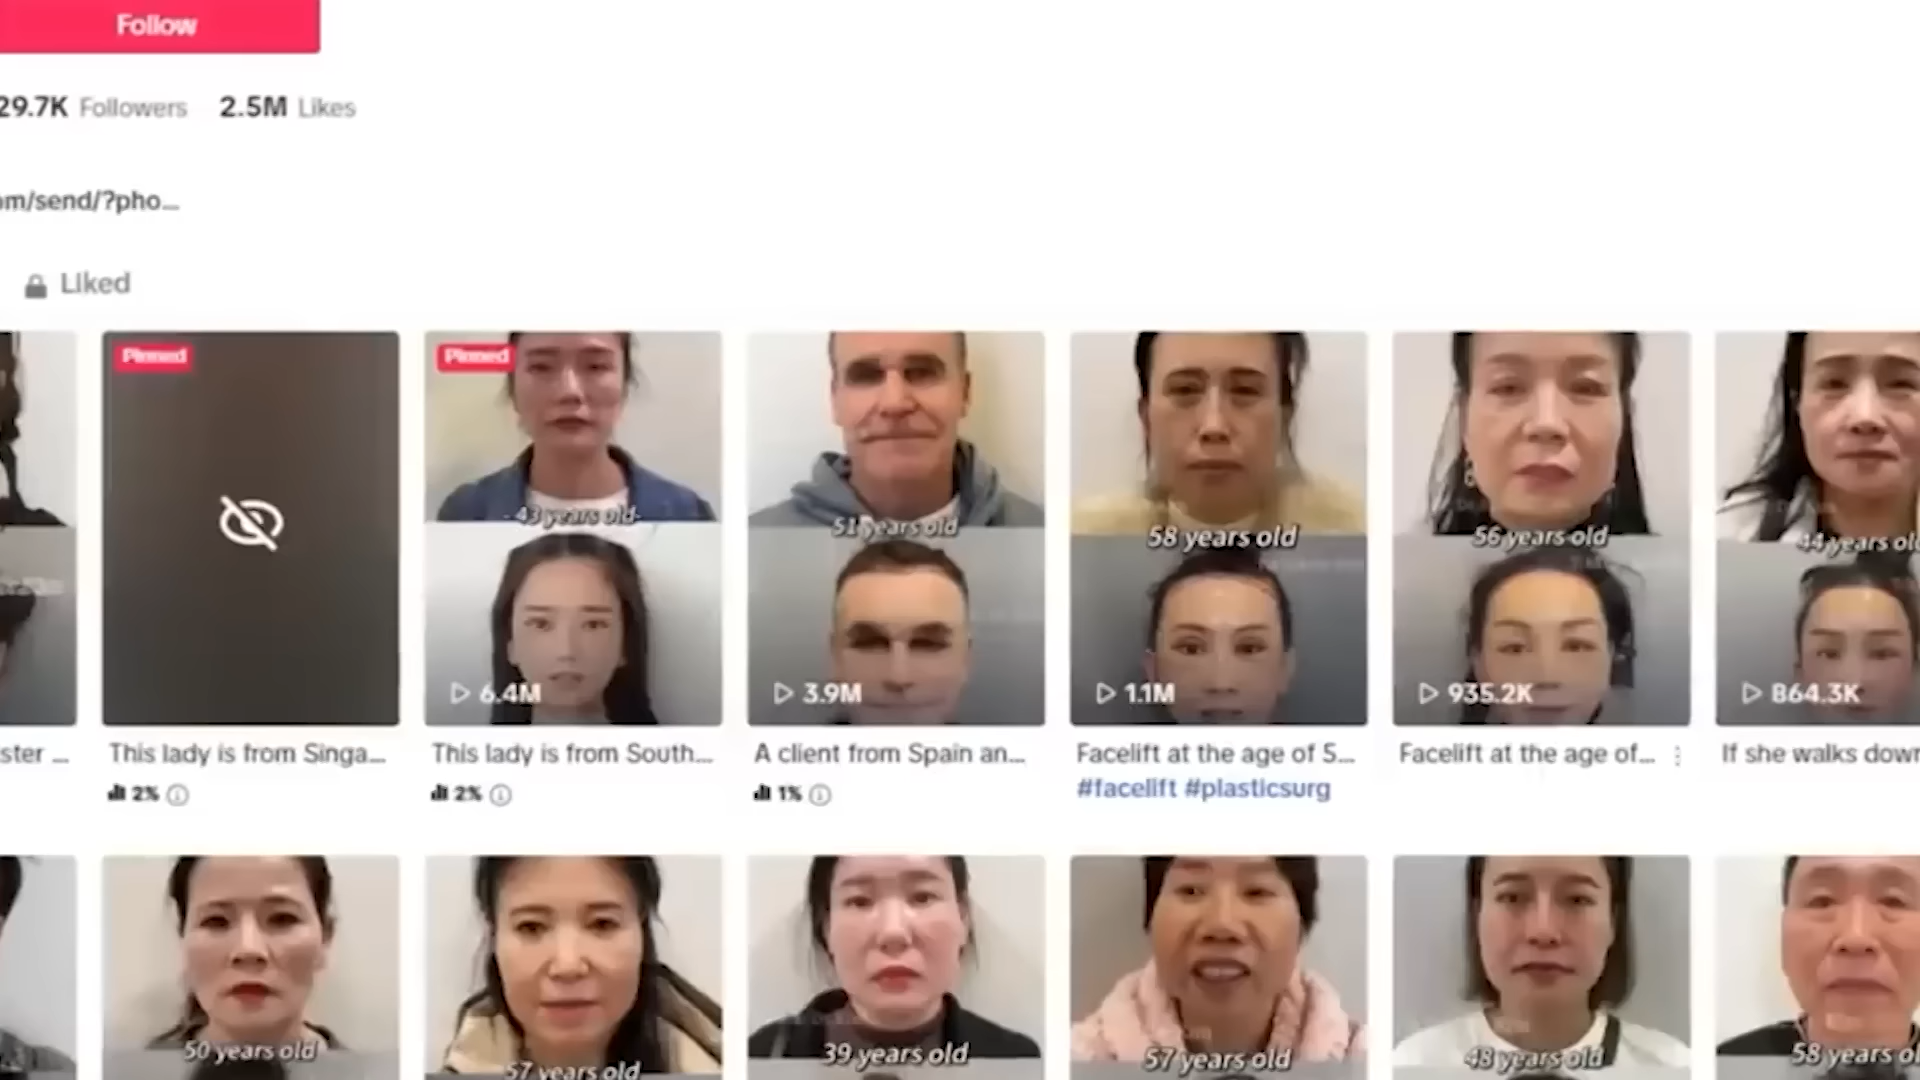 Follow
29.7K Followers 2.5M Likes
om/send/?pho...
Liked
Pinned
Pinned
- 43 years old-
51 years old
58 years old
56 years old
44 years old
6.4M
3.9M
1.1M
935.2K
864.3K
ster ...
This lady is from Singa...
This lady is from South...
A client from Spain an...
Facelift at the age of 5...
Facelift at the age of...
If she walks down
2%
2%
1%
#facelift #plasticsurg
50 years old
57 years old
39 years old
57 years old
48 years old
58 years ol